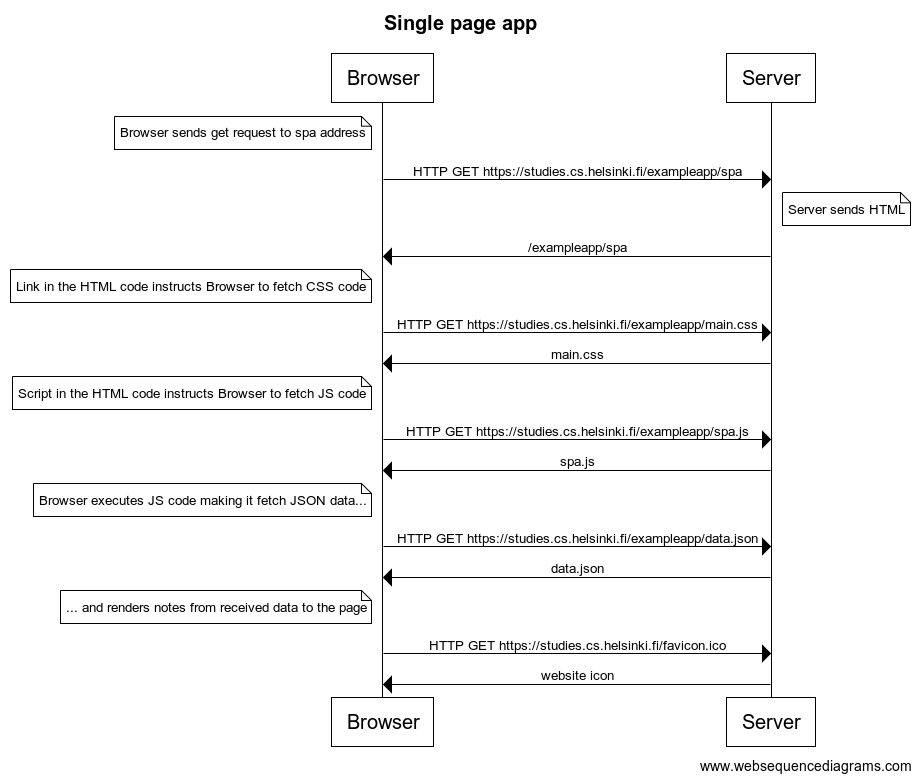 Single page app
Browser
Server
Browser sends get request to spa address
HTTP GET https://studies.cs.helsinki.fi/exampleapp/spa
Server sends HTML
/exampleapp/spa
Link in the HTML code instructs Browser to fetch CSS code
HTTP GET https://studies.cs.helsinki.fi/exampleapp/main.css
main.css
Script in the HTML code instructs Browser to fetch JS code
HTTP GET https://studies.cs.helsinki.fi/exampleapp/spa.js
spa.js
Browser executes JS code making it fetch JSON data...
HTTP GET https://studies.cs.helsinki.fi/exampleapp/data.json
data.json
... and renders notes from received data to the page
HTTP GET https://studies.cs.helsinki.fi/favicon.ico
website icon
Browser
Server
www.websequencediagrams.com